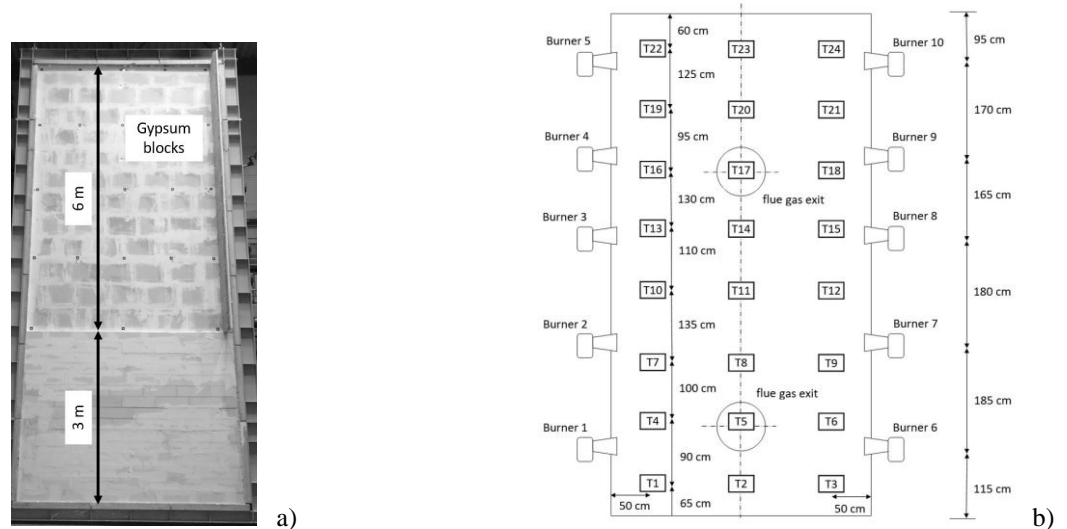 Gypsum
blocks
6 m
3 m
a)
60 cm
Burner 5
T22
T23
T24
Burner 10
95 cm
125 cm
T19
T20
T21
170 cm
Burner 4
95 cm
Burner 9
T16
T17
T18
130 cm
flue gas exit
165 cm
Burner 3
T13
T14
T15
Burner 8
110 cm
T10
T11
T12
180 cm
135 cm
Burner 2
Burner 7
T7
T8
T9
100 cm
flue gas exit
185 cm
Burner 1
T4
T5
T6
Burner 6
90 cm
T1
T2
T3
50 cm
65 cm
50 cm
115 cm
b)